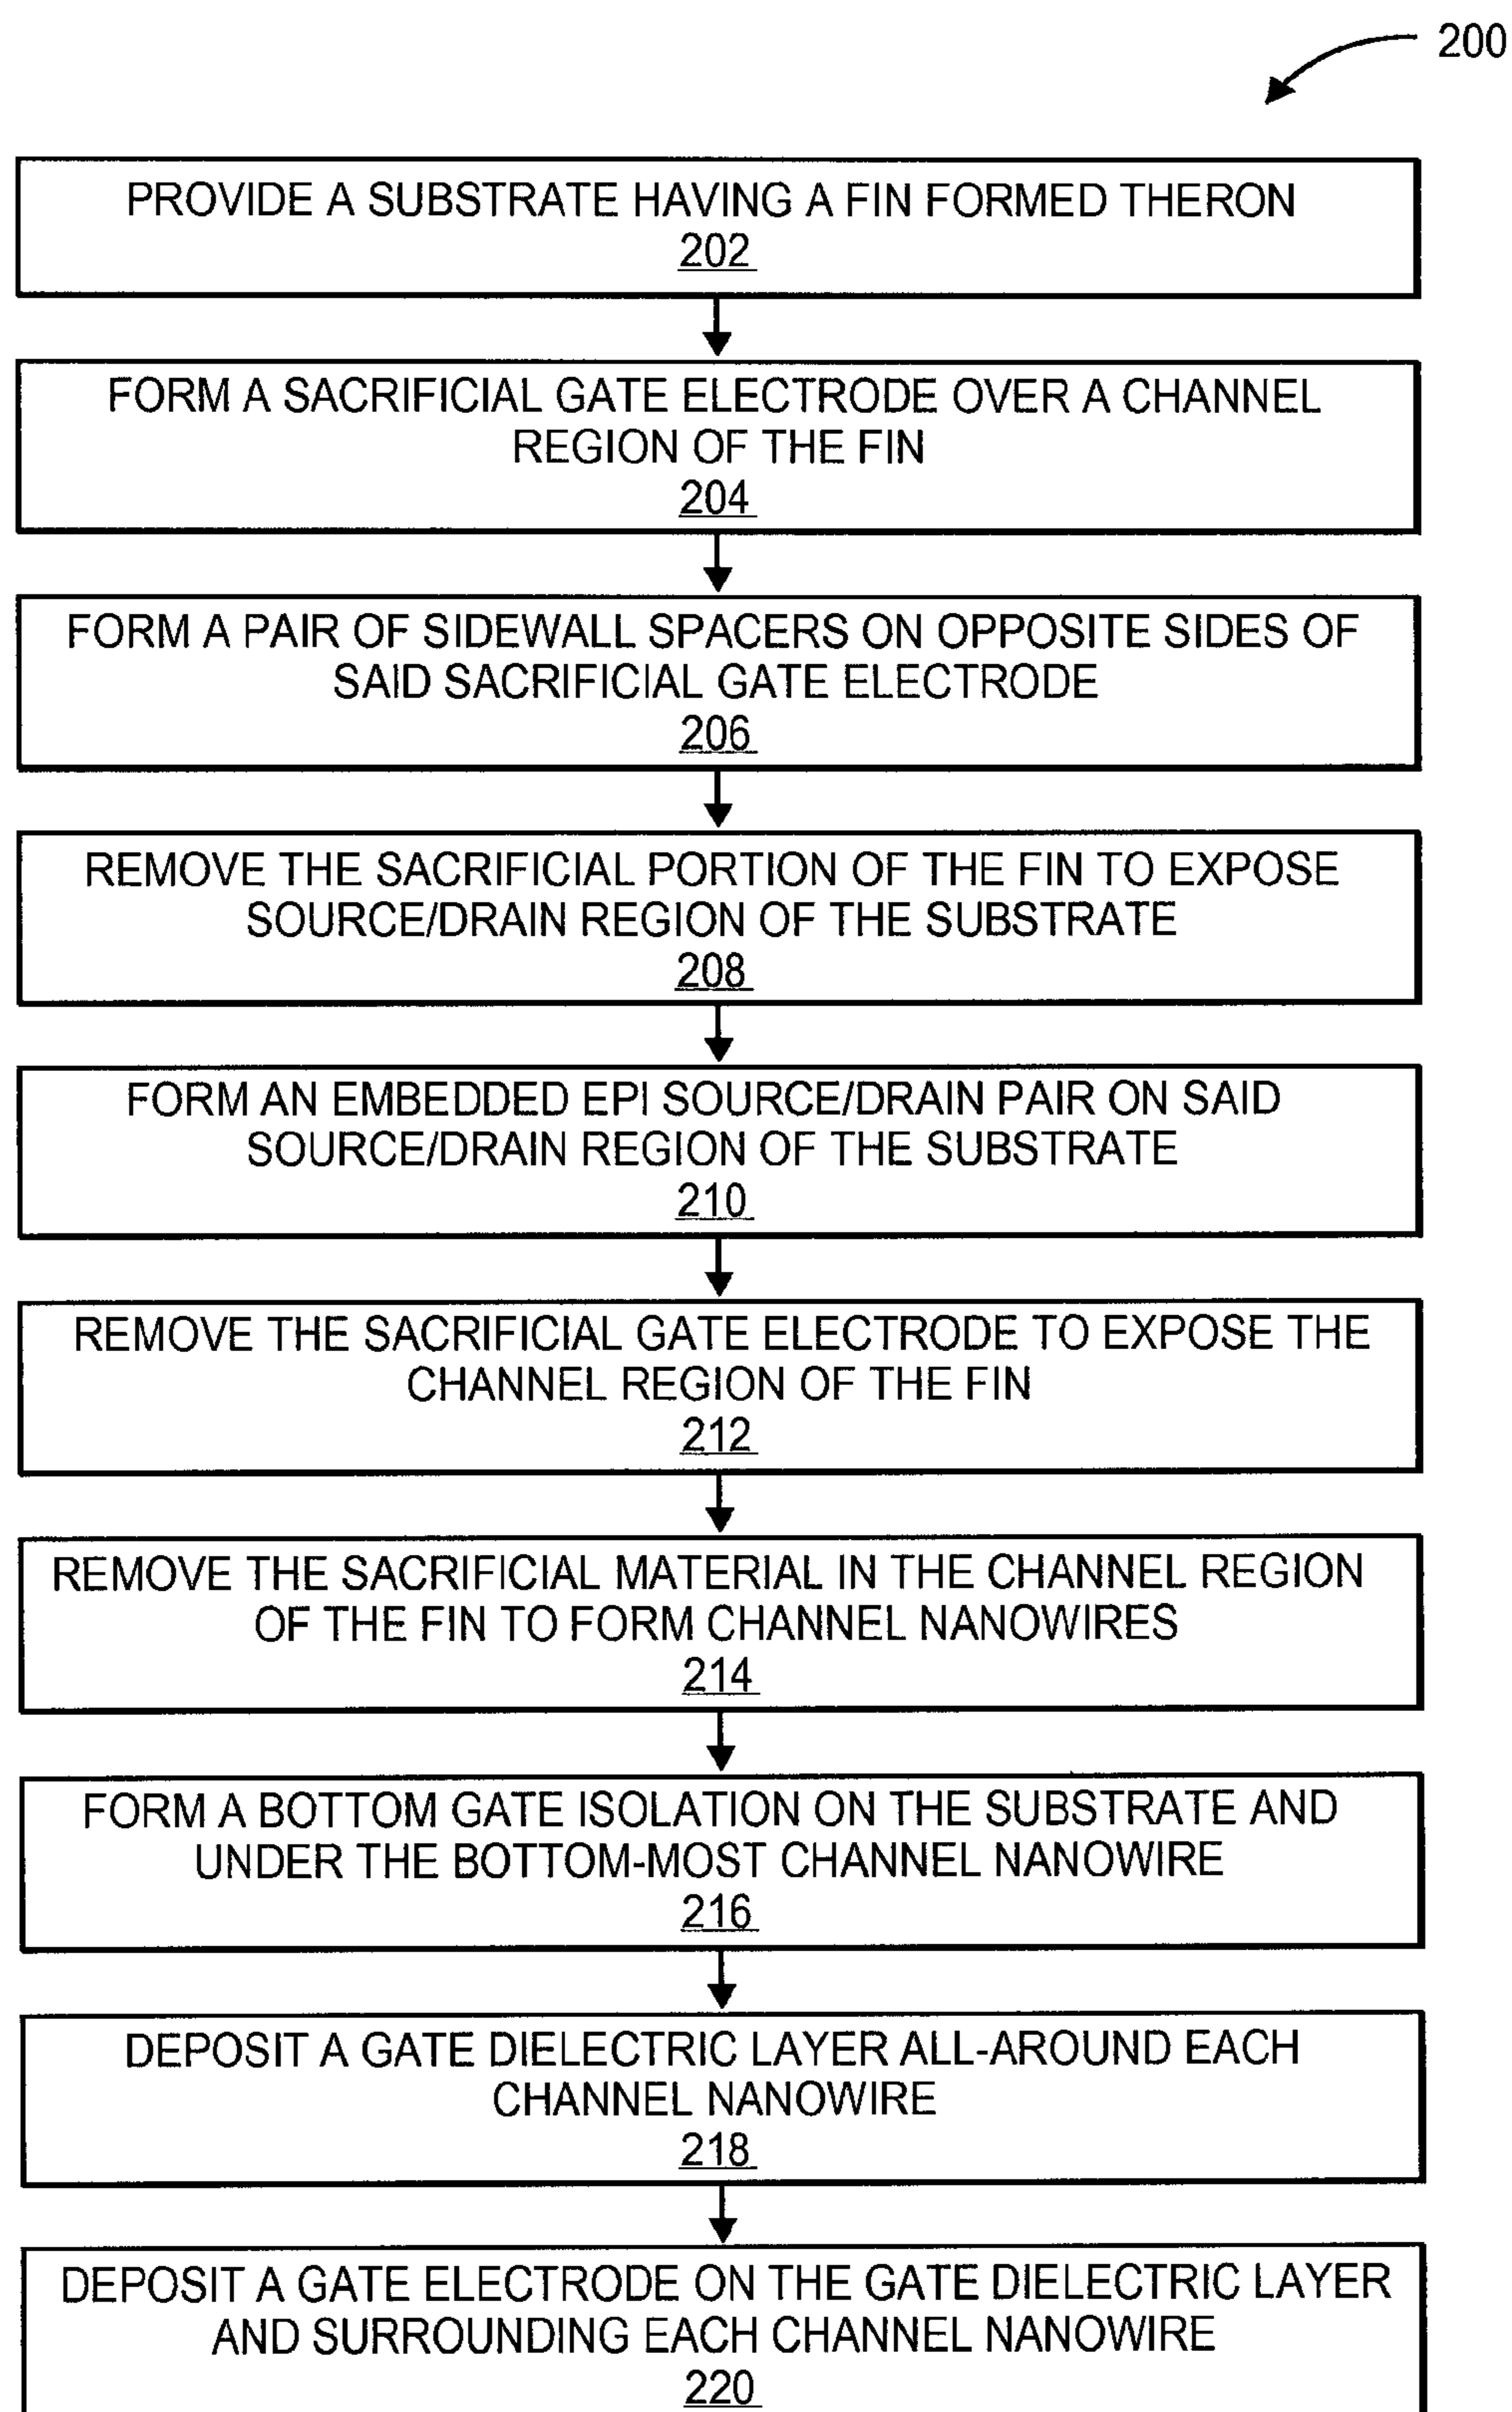 200
PROVIDE A SUBSTRATE HAVING A FIN FORMED THERON
202
FORM A SACRIFICIAL GATE ELECTRODE OVER A CHANNEL
REGION OF THE FIN
204
FORM A PAIR OF SIDEWALL SPACERS ON OPPOSITE SIDES OF
SAID SACRIFICIAL GATE ELECTRODE
206
REMOVE THE SACRIFICIAL PORTION OF THE FIN TO EXPOSE
SOURCE/DRAIN REGION OF THE SUBSTRATE
208
FORM AN EMBEDDED EPI SOURCE/DRAIN PAIR ON SAID
SOURCE/DRAIN REGION OF THE SUBSTRATE
210
REMOVE THE SACRIFICIAL GATE ELECTRODE TO EXPOSE THE
CHANNEL REGION OF THE FIN
212
REMOVE THE SACRIFICIAL MATERIAL IN THE CHANNEL REGION
OF THE FIN TO FORM CHANNEL NANOWIRES
214
FORM A BOTTOM GATE ISOLATION ON THE SUBSTRATE AND
UNDER THE BOTTOM-MOST CHANNEL NANOWIRE
216
DEPOSIT A GATE DIELECTRIC LAYER ALL-AROUND EACH
CHANNEL NANOWIRE
218
DEPOSIT A GATE ELECTRODE ON THE GATE DIELECTRIC LAYER
AND SURROUNDING EACH CHANNEL NANOWIRE
220